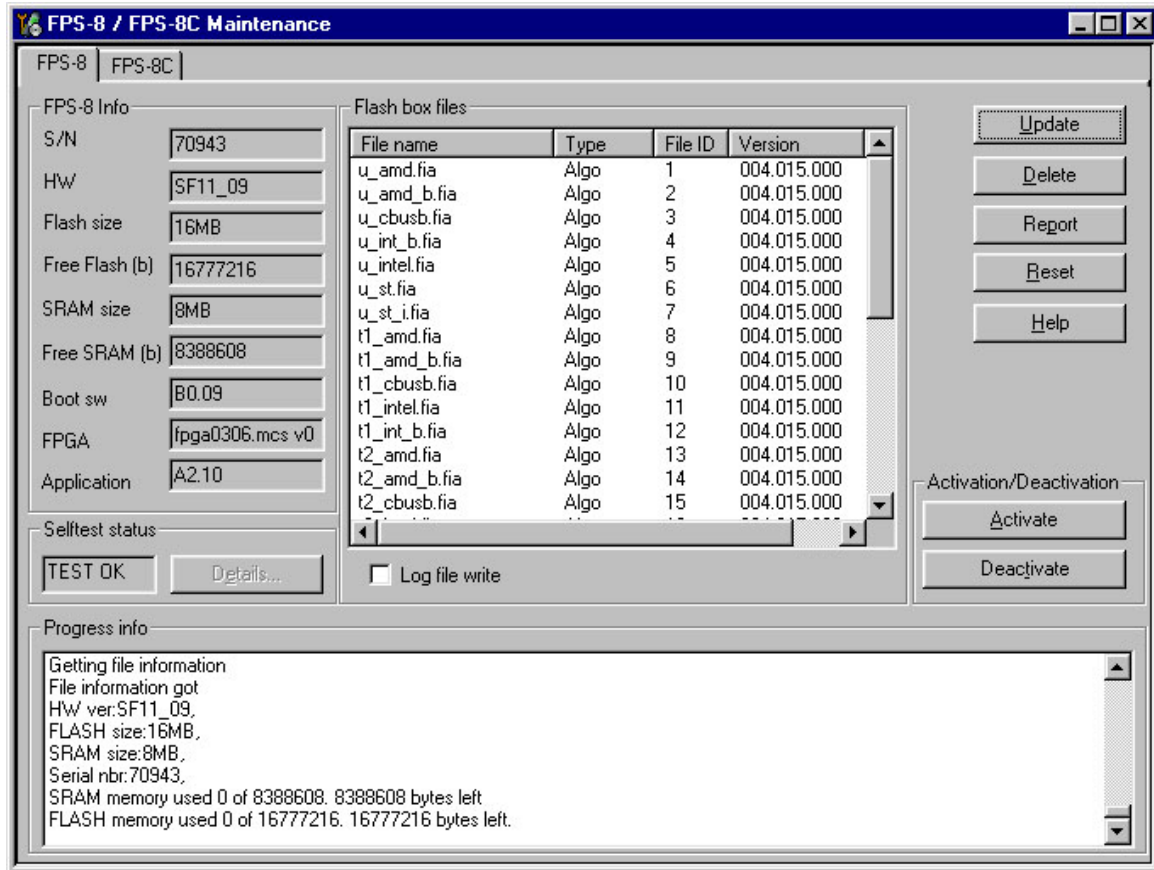 FPS-8 / FPS-8C Maintenance
FPS-8 FPS-8C
FPS-8 Info
S/N 70943
HW SF11_09
Flash size 16MB
Free Flash (b) 16777216
SRAM size 8MB
Free SRAM (b) 8388608
Boot sw B0.09
FPGA fpga0306.mcs v0
Application A2.10
Selftest status
TEST OK Details...
Flash box files
File name Type File ID Version
u_amd.fia Algo 1 004.015.000
u_amd_b.fia Algo 2 004.015.000
u_cbusb.fia Algo 3 004.015.000
u_int_b.fia Algo 4 004.015.000
u_intel.fia Algo 5 004.015.000
u_st.fia Algo 6 004.015.000
u_st_i.fia Algo 7 004.015.000
t1_amd.fia Algo 8 004.015.000
t1_amd_b.fia Algo 9 004.015.000
t1_cbusb.fia Algo 10 004.015.000
t1_intel.fia Algo 11 004.015.000
t1_int_b.fia Algo 12 004.015.000
t2_amd.fia Algo 13 004.015.000
t2_amd_b.fia Algo 14 004.015.000
t2_cbusb.fia Algo 15 004.015.000
Log file write
Update
Delete
Report
Reset
Help
Activation/Deactivation
Activate
Deactivate
Progress info
Getting file information
File information got
HW ver:SF11_09,
FLASH size:16MB,
SRAM size:8MB,
Serial nbr:70943,
SRAM memory used 0 of 8388608. 8388608 bytes left
FLASH memory used 0 of 16777216. 16777216 bytes left.